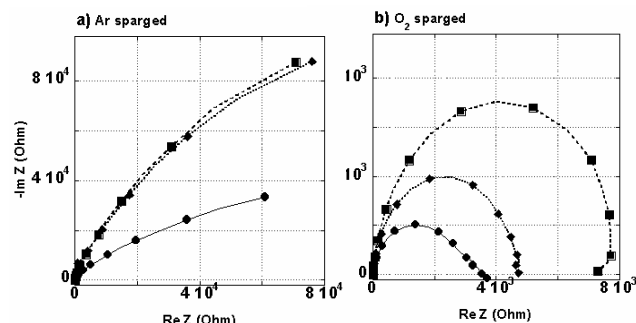 a) Ar sparged
8 10⁴
4 10⁴
0
-Im Z (Ohm)
0
4 10⁴
8 10⁴
Re Z (Ohm)
b) O₂ sparged
10³
10³
0
0
4 10³
8 10³
Re Z (Ohm)